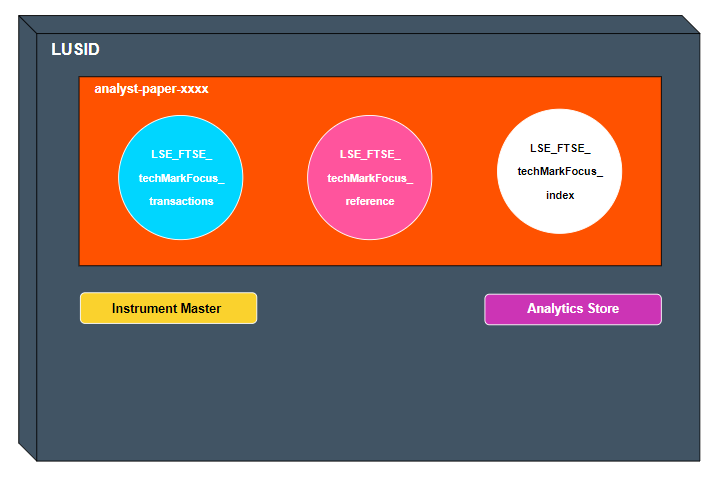 LUSID
analyst-paper-xxxx
LSE_FTSE_
techMarkFocus_
transactions
LSE_FTSE_
techMarkFocus_
reference
LSE_FTSE_
techMarkFocus_
index
Instrument Master
Analytics Store